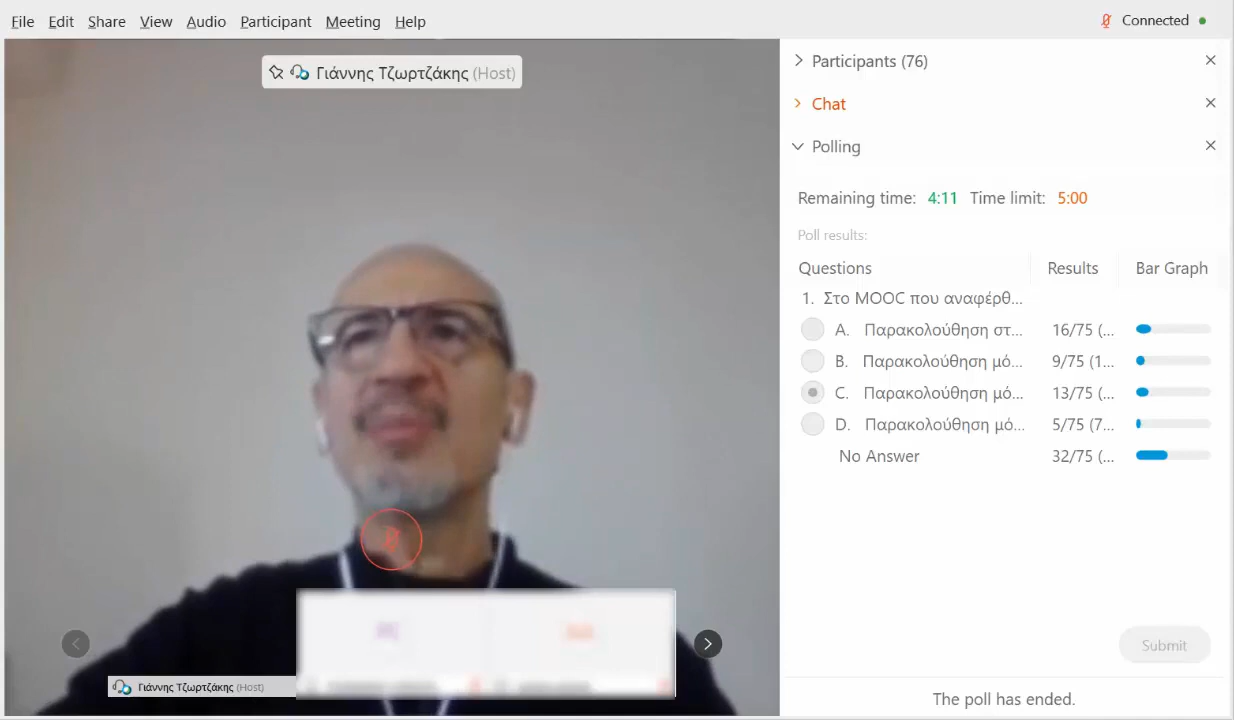 File Edit Share View Audio Participant Meeting Help
Connected
Γιάννης Τζωρτζάκης (Host)
Participants (76)
Chat
Polling
Remaining time: 4:11 Time limit: 5:00
Poll results:
Questions Results Bar Graph
1. Στο MOOC που αναφέρθ...
A. Παρακολούθηση στ... 16/75 (...
B. Παρακολούθηση μό... 9/75 (1...
C. Παρακολούθηση μό... 13/75 (...
D. Παρακολούθηση μό... 5/75 (7...
No Answer 32/75 (...
Submit
The poll has ended.
Γιάννης Τζωρτζάκης (Host)